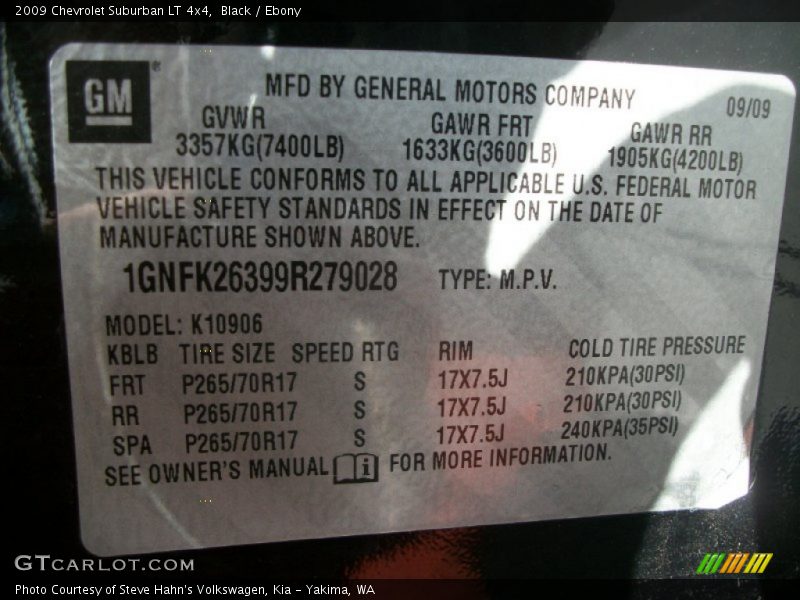 2009 Chevrolet Suburban LT 4x4, Black / Ebony
GM®
MFD BY GENERAL MOTORS COMPANY
09/09
GVWR GAWR FRT GAWR RR
3357KG(7400LB) 1633KG(3600LB) 1905KG(4200LB)
THIS VEHICLE CONFORMS TO ALL APPLICABLE U.S. FEDERAL MOTOR
VEHICLE SAFETY STANDARDS IN EFFECT ON THE DATE OF
MANUFACTURE SHOWN ABOVE.
1GNFK26399R279028 TYPE: M.P.V.
MODEL: K10906
KBLB TIRE SIZE SPEED RTG RIM COLD TIRE PRESSURE
FRT P265/70R17 S 17X7.5J 210KPA(30PSI)
RR P265/70R17 S 17X7.5J 210KPA(30PSI)
SPA P265/70R17 S 17X7.5J 240KPA(35PSI)
SEE OWNER'S MANUAL i FOR MORE INFORMATION.
GTCARLOT.COM
Photo Courtesy of Steve Hahn's Volkswagen, Kia - Yakima, WA